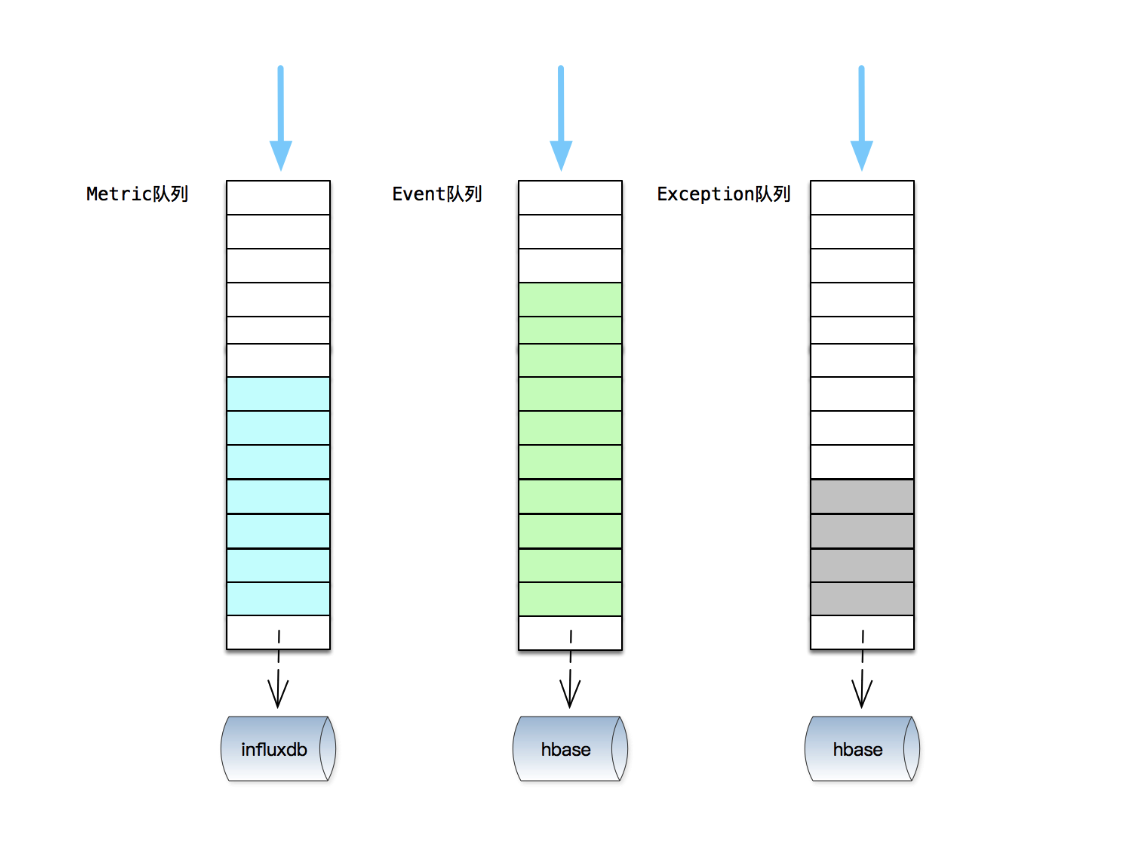 Metric队列
Event队列
Exception队列
influxdb
hbase
hbase